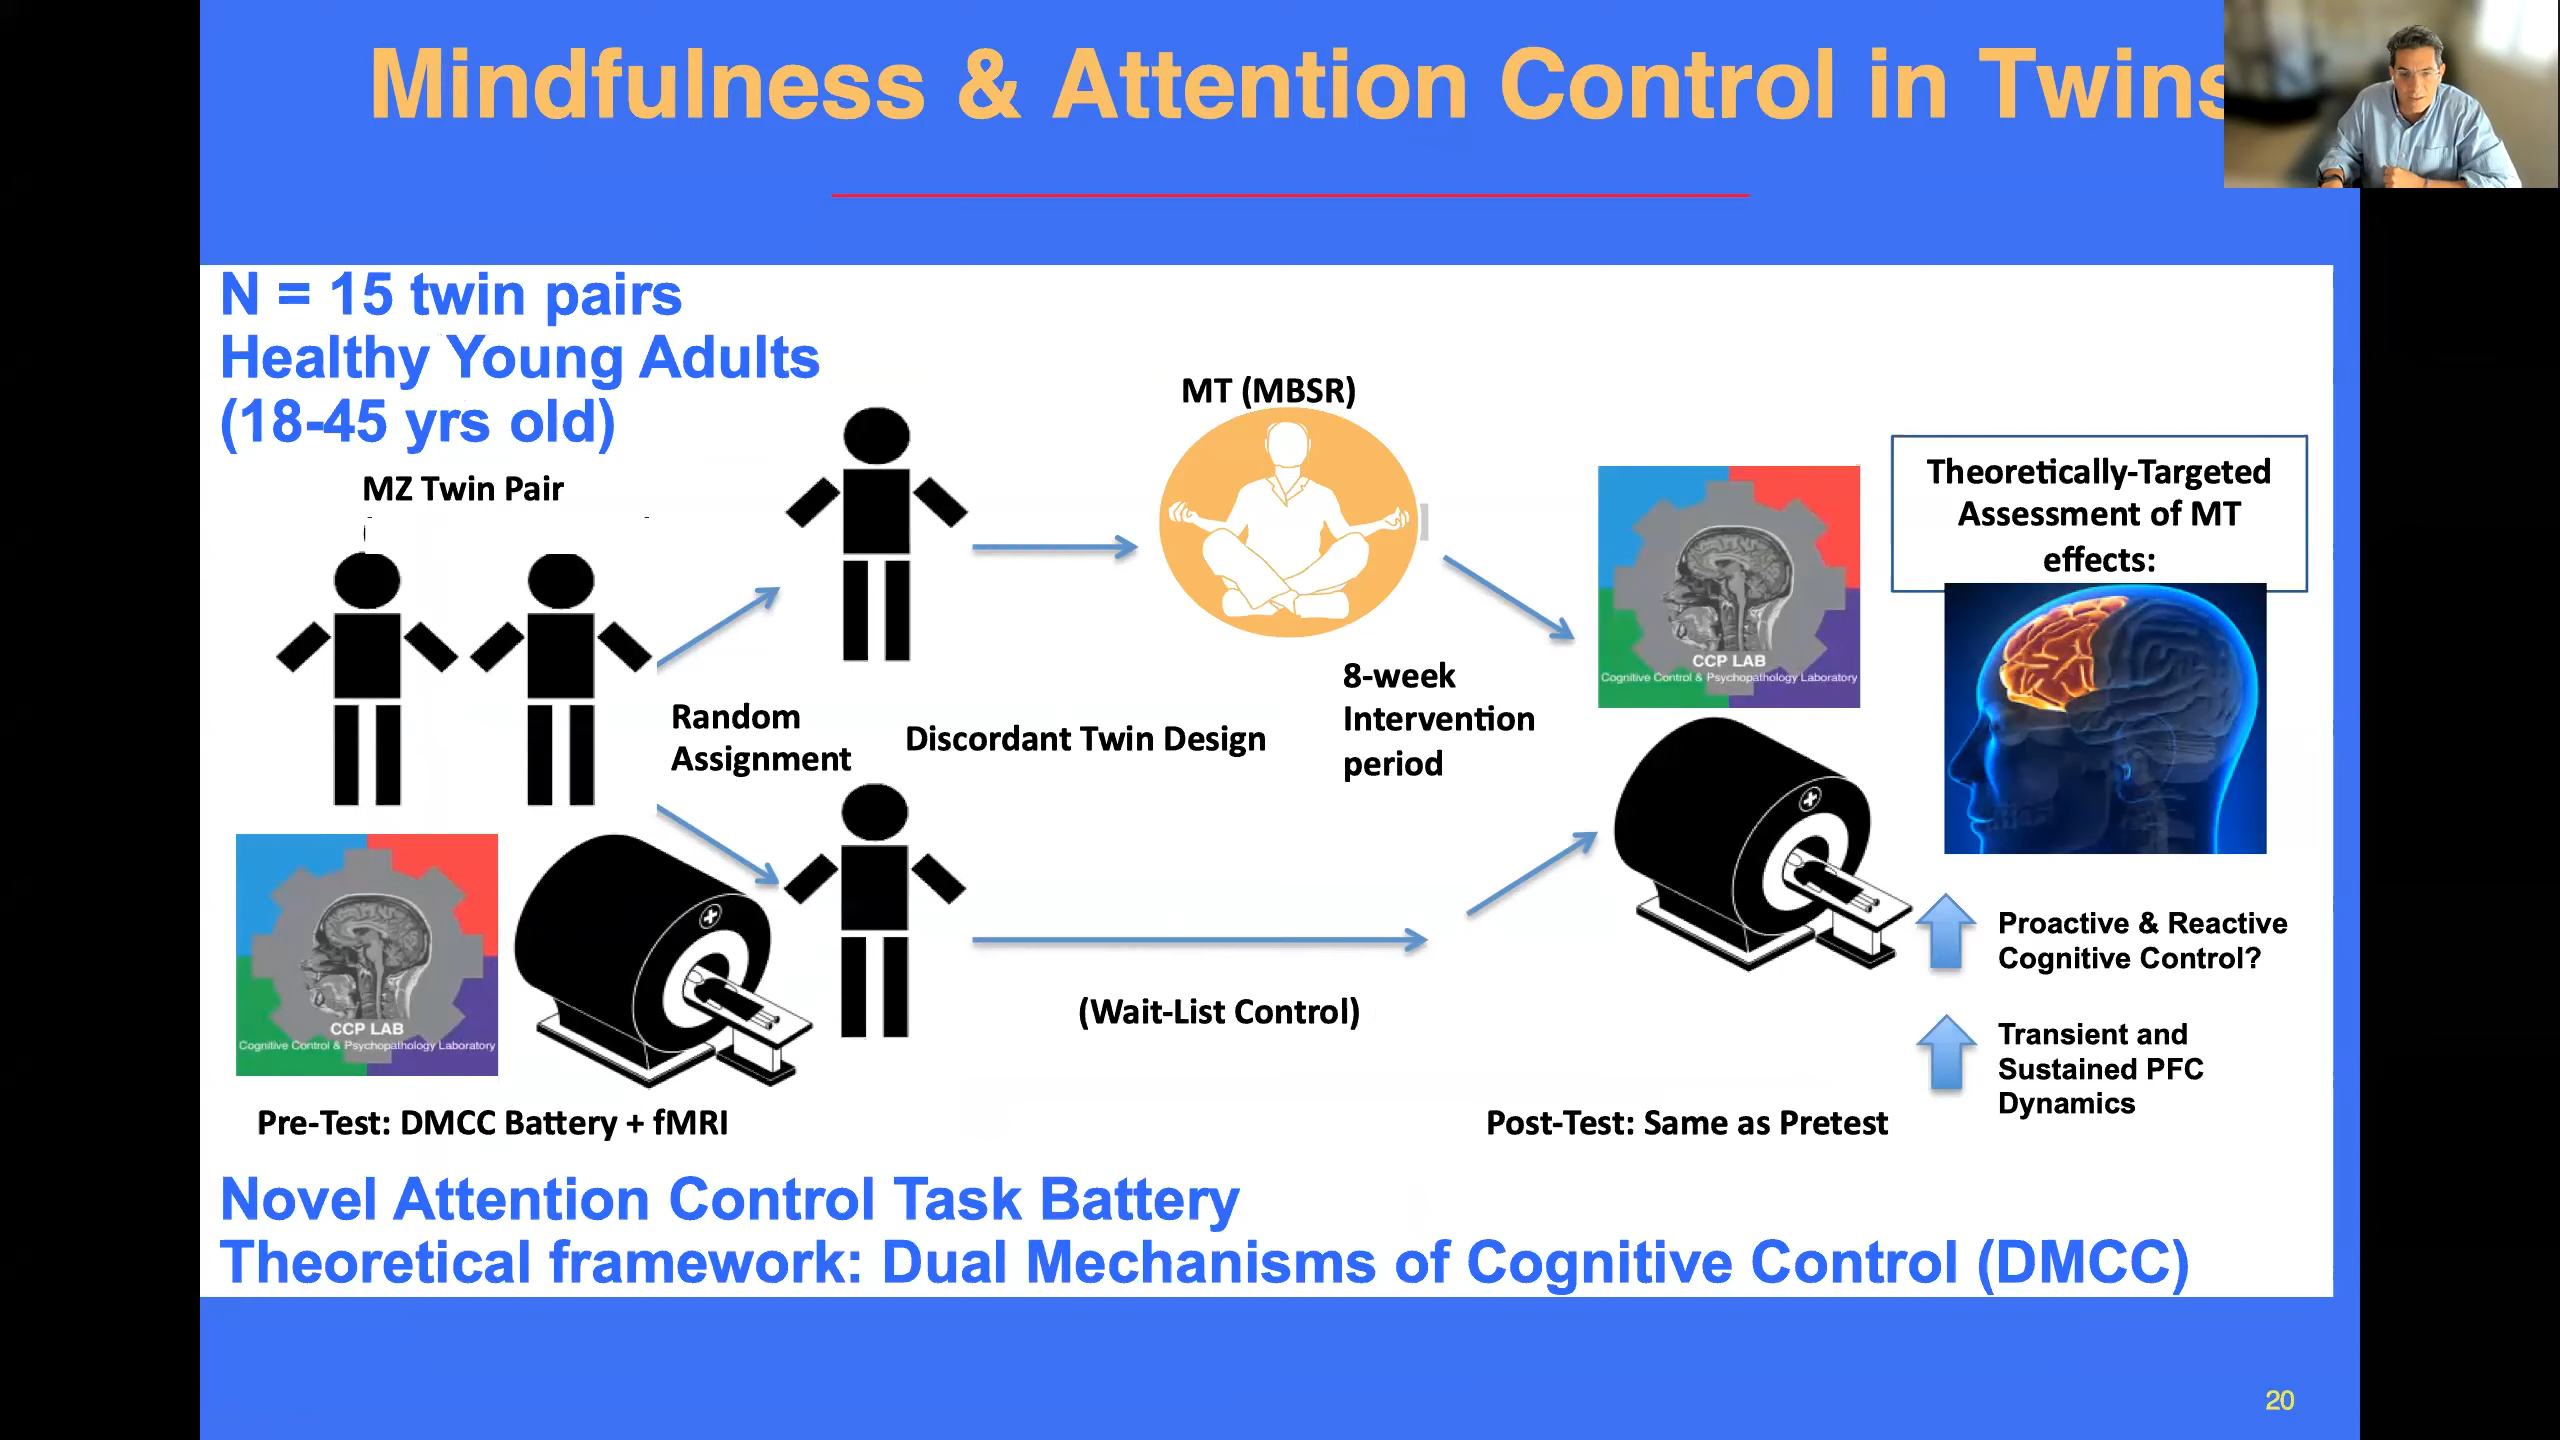 Mindfulness & Attention Control in Twins
N = 15 twin pairs
Healthy Young Adults
(18-45 yrs old)
MZ Twin Pair
MT (MBSR)
Theoretically-Targeted
Assessment of MT
effects:
CCP LAB
Cognitive Control & Psychopathology Laboratory
Random
Assignment
Discordant Twin Design
8-week
Intervention
period
CCP LAB
Cognitive Control & Psychopathology Laboratory
(Wait-List Control)
Proactive & Reactive
Cognitive Control?
Transient and
Sustained PFC
Dynamics
Pre-Test: DMCC Battery + fMRI
Post-Test: Same as Pretest
Novel Attention Control Task Battery
Theoretical framework: Dual Mechanisms of Cognitive Control (DMCC)
20